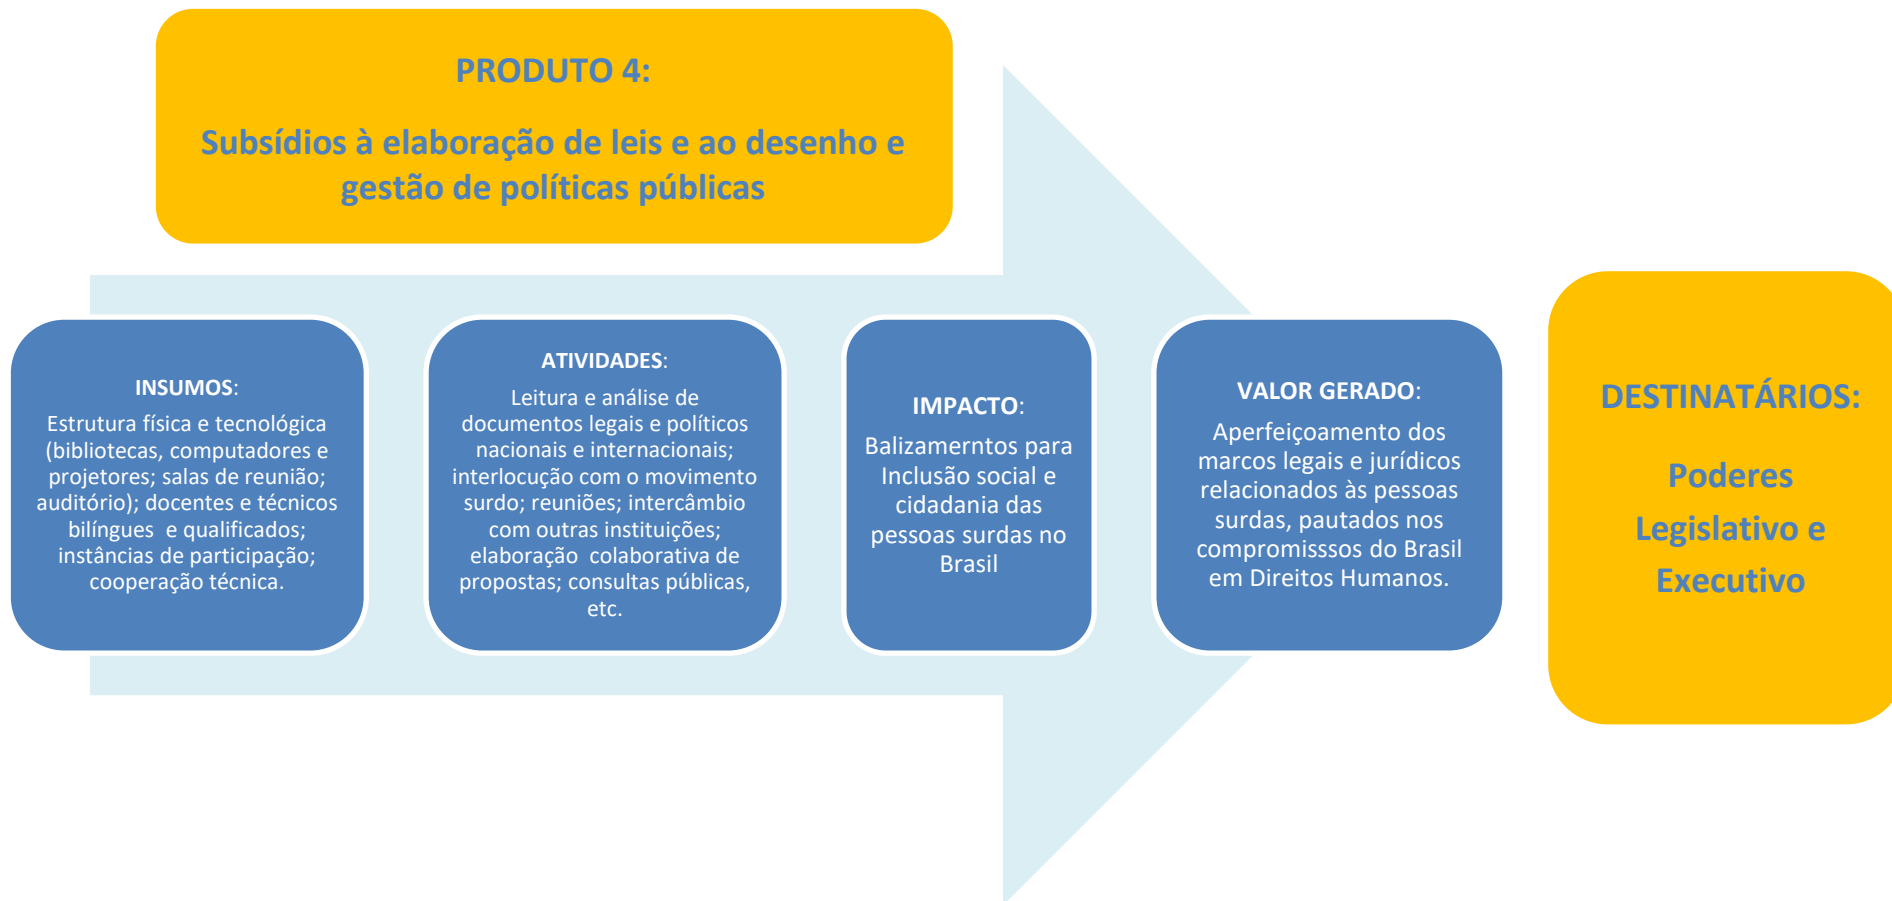 PRODUTO 4:
Subsídios à elaboração de leis e ao desenho e
gestão de políticas públicas
INSUMOS:
Estrutura física e tecnológica
(bibliotecas, computadores e
projetores; salas de reunião;
auditório); docentes e técnicos
bilíngues e qualificados;
instâncias de participação;
cooperação técnica.
ATIVIDADES:
Leitura e análise de
documentos legais e políticos
nacionais e internacionais;
interlocução com o movimento
surdo; reuniões; intercâmbio
com outras instituições;
elaboração colaborativa de
propostas; consultas públicas,
etc.
IMPACTO:
Balizamerntos para
Inclusão social e
cidadania das
pessoas surdas no
Brasil
VALOR GERADO:
Aperfeiçoamento dos
marcos legais e jurídicos
relacionados às pessoas
surdas, pautados nos
compromisssos do Brasil
em Direitos Humanos.
DESTINATÁRIOS:
Poderes
Legislativo e
Executivo